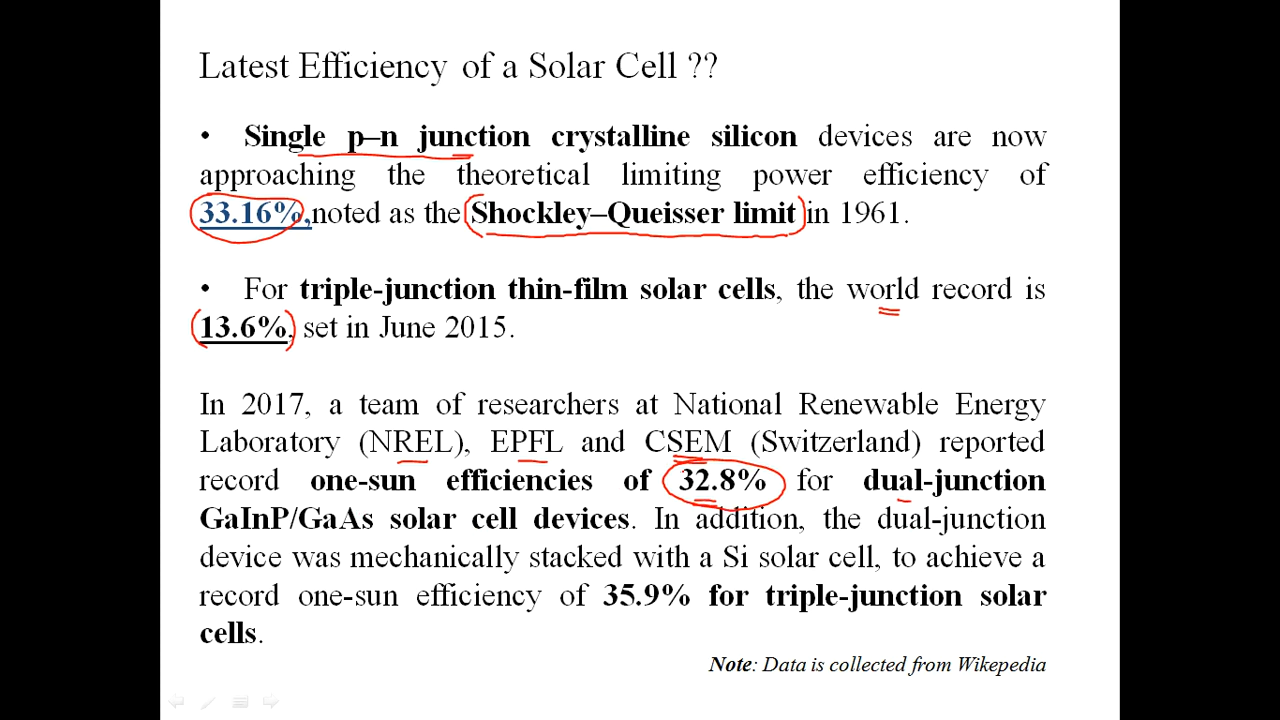 Latest Efficiency of a Solar Cell ??
• Single p–n junction crystalline silicon devices are now
approaching the theoretical limiting power efficiency of
33.16%,noted as the Shockley–Queisser limit in 1961.
• For triple-junction thin-film solar cells, the world record is
13.6%, set in June 2015.
In 2017, a team of researchers at National Renewable Energy
Laboratory (NREL), EPFL and CSEM (Switzerland) reported
record one-sun efficiencies of 32.8% for dual-junction
GaInP/GaAs solar cell devices. In addition, the dual-junction
device was mechanically stacked with a Si solar cell, to achieve a
record one-sun efficiency of 35.9% for triple-junction solar
cells.
Note: Data is collected from Wikepedia